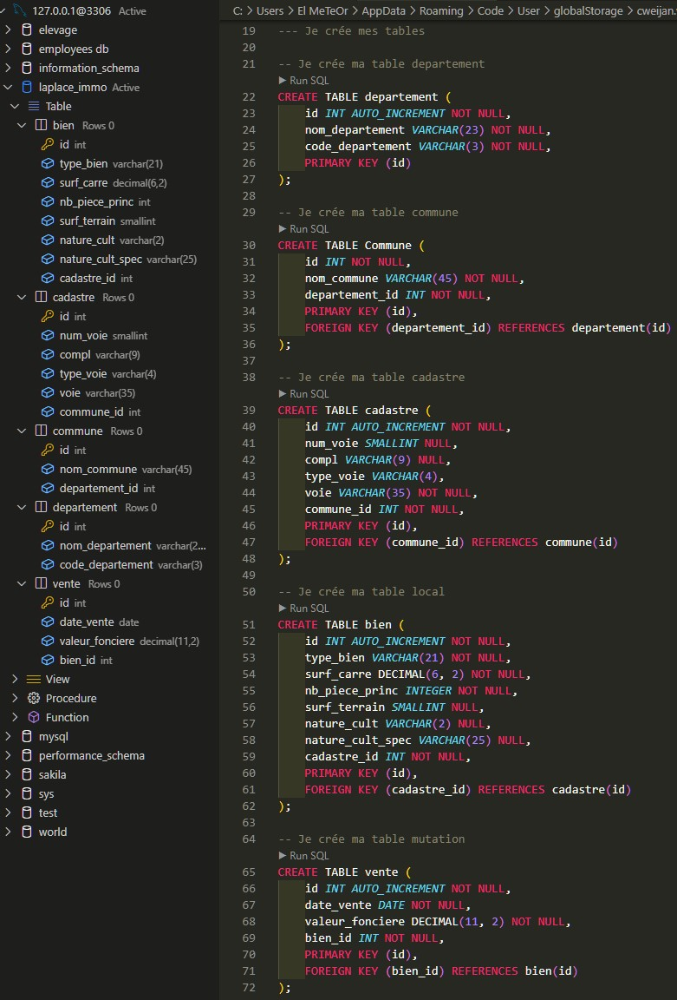 127.0.0.1@3306 Active
elevage
employees db
information_schema
laplace_immo Active
Table
bien Rows 0
id int
type_bien varchar(21)
surf_carre decimal(6,2)
nb_piece_princ int
surf_terrain smallint
nature_cult varchar(2)
nature_cult_spec varchar(25)
cadastre_id int
cadastre Rows 0
id int
num_voie smallint
compl varchar(9)
type_voie varchar(4)
voie varchar(35)
commune_id int
commune Rows 0
id int
nom_commune varchar(45)
departement_id int
departement Rows 0
id int
nom_departement varchar(2...
code_departement varchar(3)
vente Rows 0
id int
date_vente date
valeur_fonciere decimal(11,2)
bien_id int
View
Procedure
Function
mysql
performance_schema
sakila
sys
test
world
C: > Users > El MeTeOr > AppData > Roaming > Code > User > globalStorage > cweijan.
19 --- Je crée mes tables
20
21 -- Je crée ma table departement
▶ Run SQL
22 CREATE TABLE departement (
23 id INT AUTO_INCREMENT NOT NULL,
24 nom_departement VARCHAR(23) NOT NULL,
25 code_departement VARCHAR(3) NOT NULL,
26 PRIMARY KEY (id)
27 );
28
29 -- Je crée ma table commune
▶ Run SQL
30 CREATE TABLE Commune (
31 id INT NOT NULL,
32 nom_commune VARCHAR(45) NOT NULL,
33 departement_id INT NOT NULL,
34 PRIMARY KEY (id),
35 FOREIGN KEY (departement_id) REFERENCES departement(id)
36 );
37
38 -- Je crée ma table cadastre
▶ Run SQL
39 CREATE TABLE cadastre (
40 id INT AUTO_INCREMENT NOT NULL,
41 num_voie SMALLINT NULL,
42 compl VARCHAR(9) NULL,
43 type_voie VARCHAR(4),
44 voie VARCHAR(35) NOT NULL,
45 commune_id INT NOT NULL,
46 PRIMARY KEY (id),
47 FOREIGN KEY (commune_id) REFERENCES commune(id)
48 );
49
50 -- Je crée ma table local
▶ Run SQL
51 CREATE TABLE bien (
52 id INT AUTO_INCREMENT NOT NULL,
53 type_bien VARCHAR(21) NOT NULL,
54 surf_carre DECIMAL(6, 2) NOT NULL,
55 nb_piece_princ INTEGER NOT NULL,
56 surf_terrain SMALLINT NULL,
57 nature_cult VARCHAR(2) NULL,
58 nature_cult_spec VARCHAR(25) NULL,
59 cadastre_id INT NOT NULL,
60 PRIMARY KEY (id),
61 FOREIGN KEY (cadastre_id) REFERENCES cadastre(id)
62 );
63
64 -- Je crée ma table mutation
▶ Run SQL
65 CREATE TABLE vente (
66 id INT AUTO_INCREMENT NOT NULL,
67 date_vente DATE NOT NULL,
68 valeur_fonciere DECIMAL(11, 2) NOT NULL,
69 bien_id INT NOT NULL,
70 PRIMARY KEY (id),
71 FOREIGN KEY (bien_id) REFERENCES bien(id)
72 );